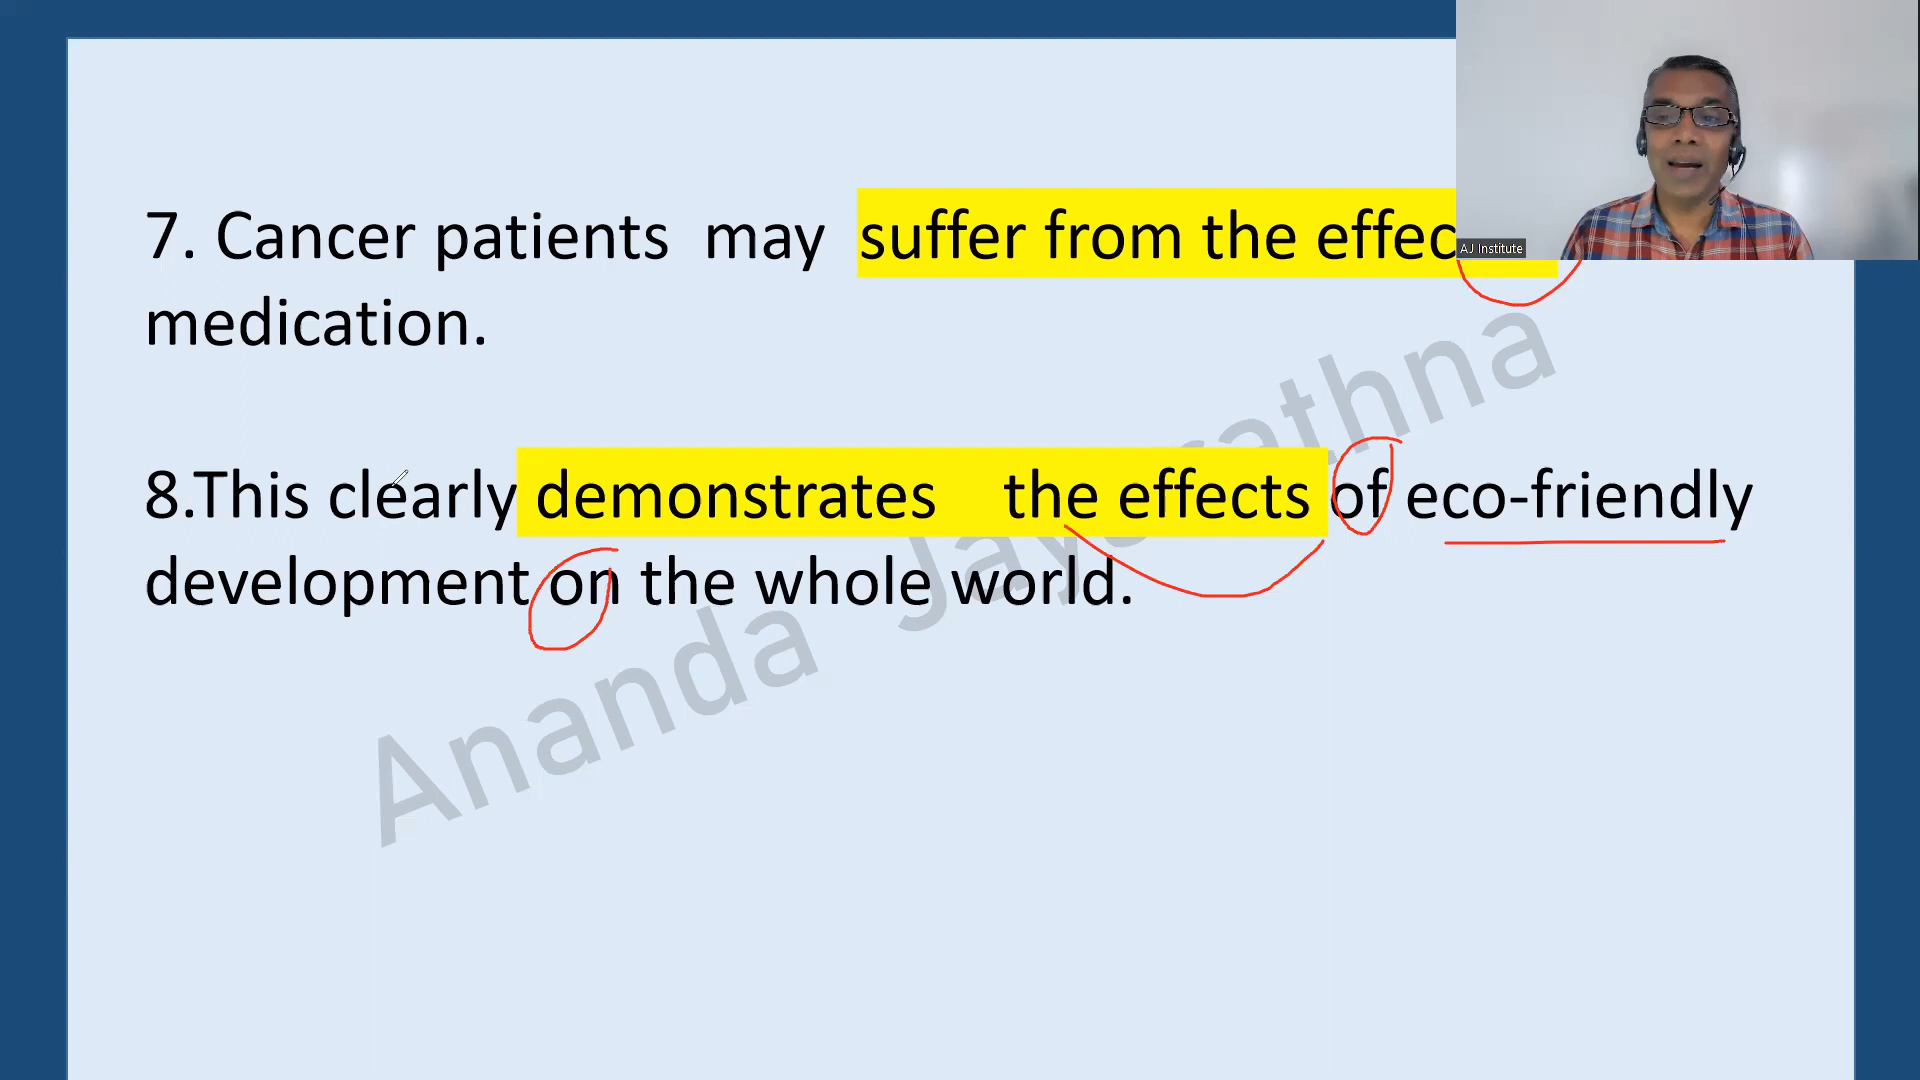 7. Cancer patients may suffer from the effec
AJ Institute
medication.
8.This clearly demonstrates the effects of eco-friendly
development on the whole world.
Ananda Jayarathna